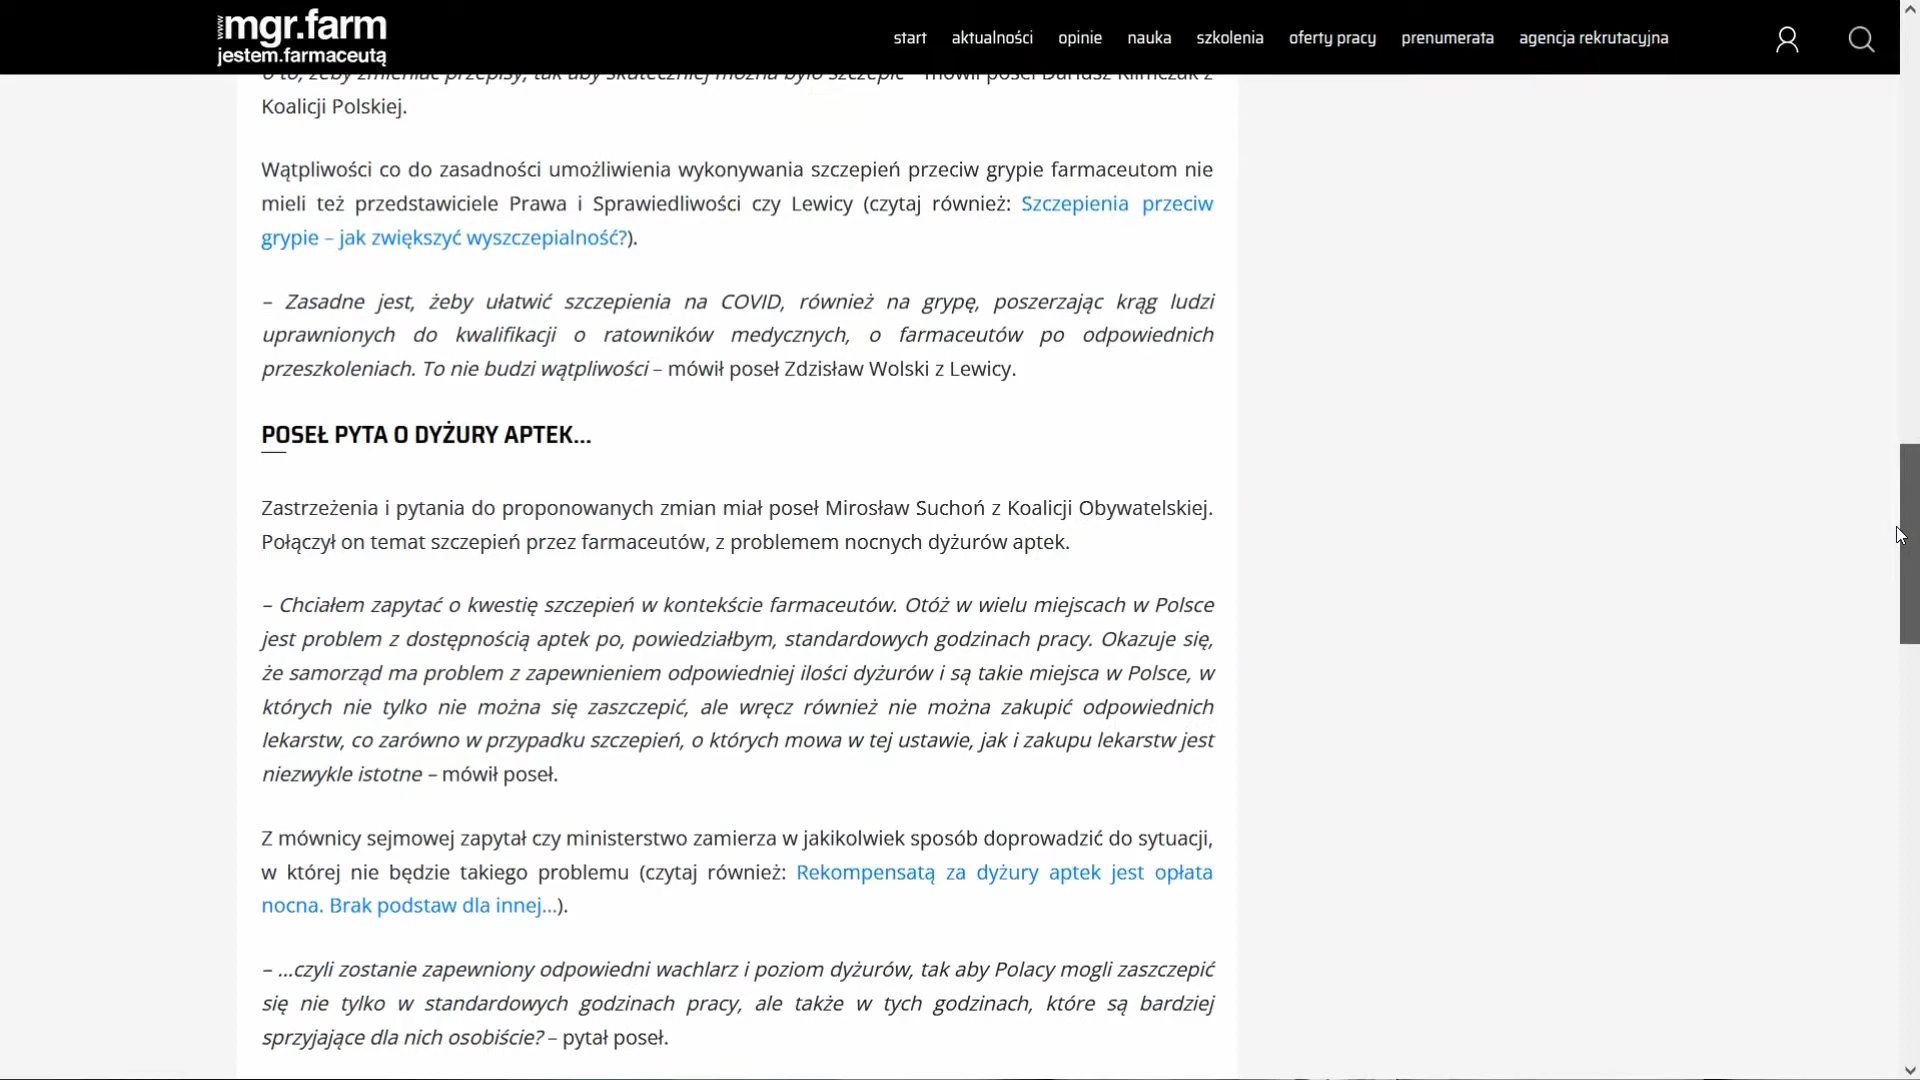 www.mgr.farm
jestem.farmaceutą
start aktualności opinie nauka szkolenia oferty pracy prenumerata agencja rekrutacyjna
o to, żeby zmieniać przepisy, tak aby skuteczniej można było szczepić – mówił poseł Dariusz Klimczak z
Koalicji Polskiej.
Wątpliwości co do zasadności umożliwienia wykonywania szczepień przeciw grypie farmaceutom nie
mieli też przedstawiciele Prawa i Sprawiedliwości czy Lewicy (czytaj również: Szczepienia przeciw
grypie – jak zwiększyć wyszczepialność?).
– Zasadne jest, żeby ułatwić szczepienia na COVID, również na grypę, poszerzając krąg ludzi
uprawnionych do kwalifikacji o ratowników medycznych, o farmaceutów po odpowiednich
przeszkoleniach. To nie budzi wątpliwości – mówił poseł Zdzisław Wolski z Lewicy.
POSEŁ PYTA O DYŻURY APTEK...
Zastrzeżenia i pytania do proponowanych zmian miał poseł Mirosław Suchoń z Koalicji Obywatelskiej.
Połączył on temat szczepień przez farmaceutów, z problemem nocnych dyżurów aptek.
– Chciałem zapytać o kwestię szczepień w kontekście farmaceutów. Otóż w wielu miejscach w Polsce
jest problem z dostępnością aptek po, powiedziałbym, standardowych godzinach pracy. Okazuje się,
że samorząd ma problem z zapewnieniem odpowiedniej ilości dyżurów i są takie miejsca w Polsce, w
których nie tylko nie można się zaszczepić, ale wręcz również nie można zakupić odpowiednich
lekarstw, co zarówno w przypadku szczepień, o których mowa w tej ustawie, jak i zakupu lekarstw jest
niezwykle istotne – mówił poseł.
Z mównicy sejmowej zapytał czy ministerstwo zamierza w jakikolwiek sposób doprowadzić do sytuacji,
w której nie będzie takiego problemu (czytaj również: Rekompensatą za dyżury aptek jest opłata
nocna. Brak podstaw dla innej...).
– ...czyli zostanie zapewniony odpowiedni wachlarz i poziom dyżurów, tak aby Polacy mogli zaszczepić
się nie tylko w standardowych godzinach pracy, ale także w tych godzinach, które są bardziej
sprzyjające dla nich osobiście? – pytał poseł.